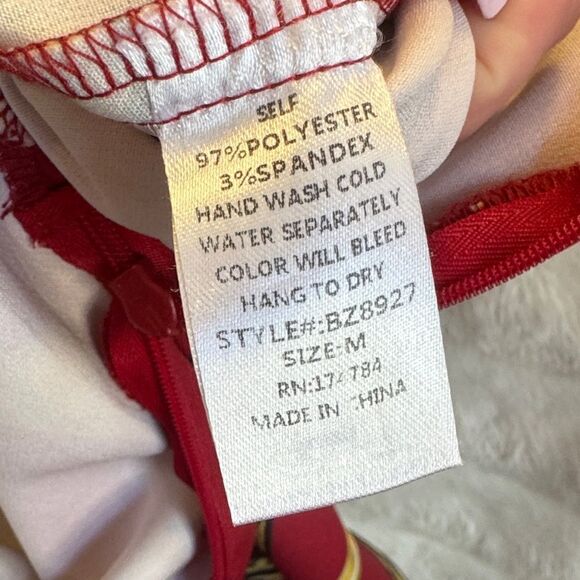 SELF
97%POLYESTER
3%SPANDEX
HAND WASH COLD
WATER SEPARATELY
COLOR WILL BLEED
HANG TO DRY
STYLE#:BZ8927
SIZE:M
MADE IN CHINA